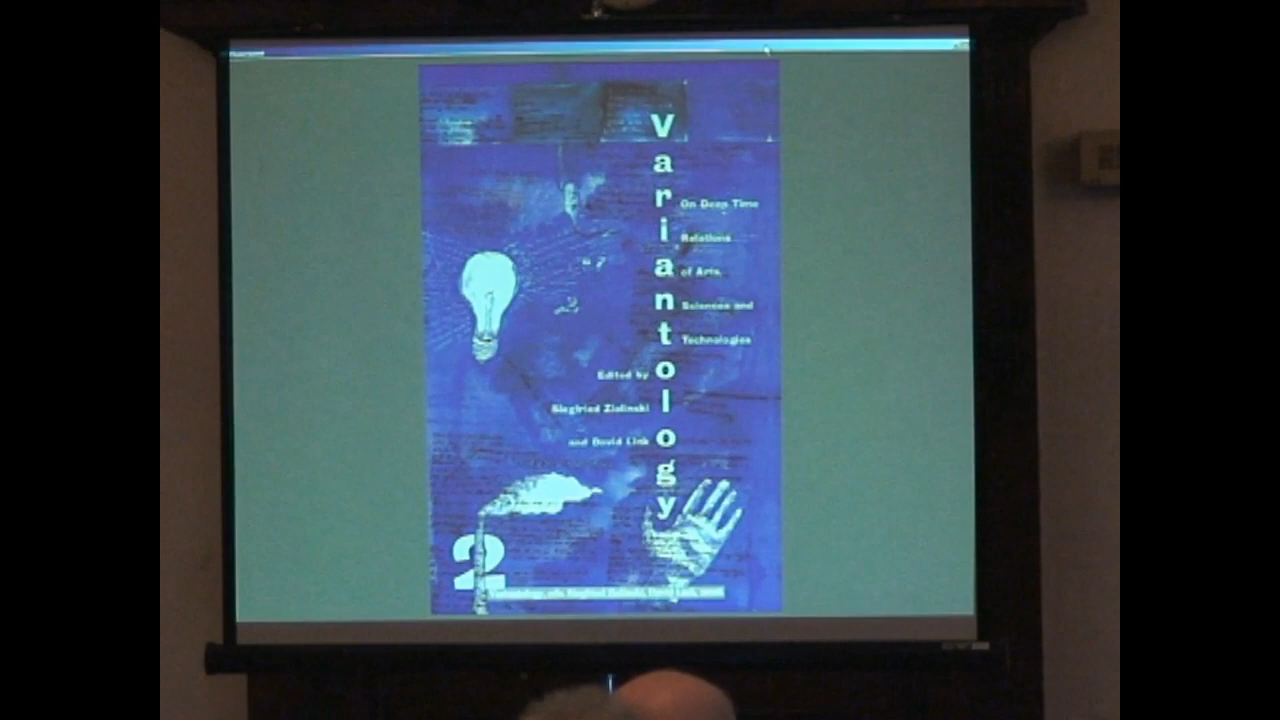 Variantology
On Deep Time
Relations
of Arts,
Sciences and
Technologies
Edited by
Siegfried Zielinski
and David Link
2